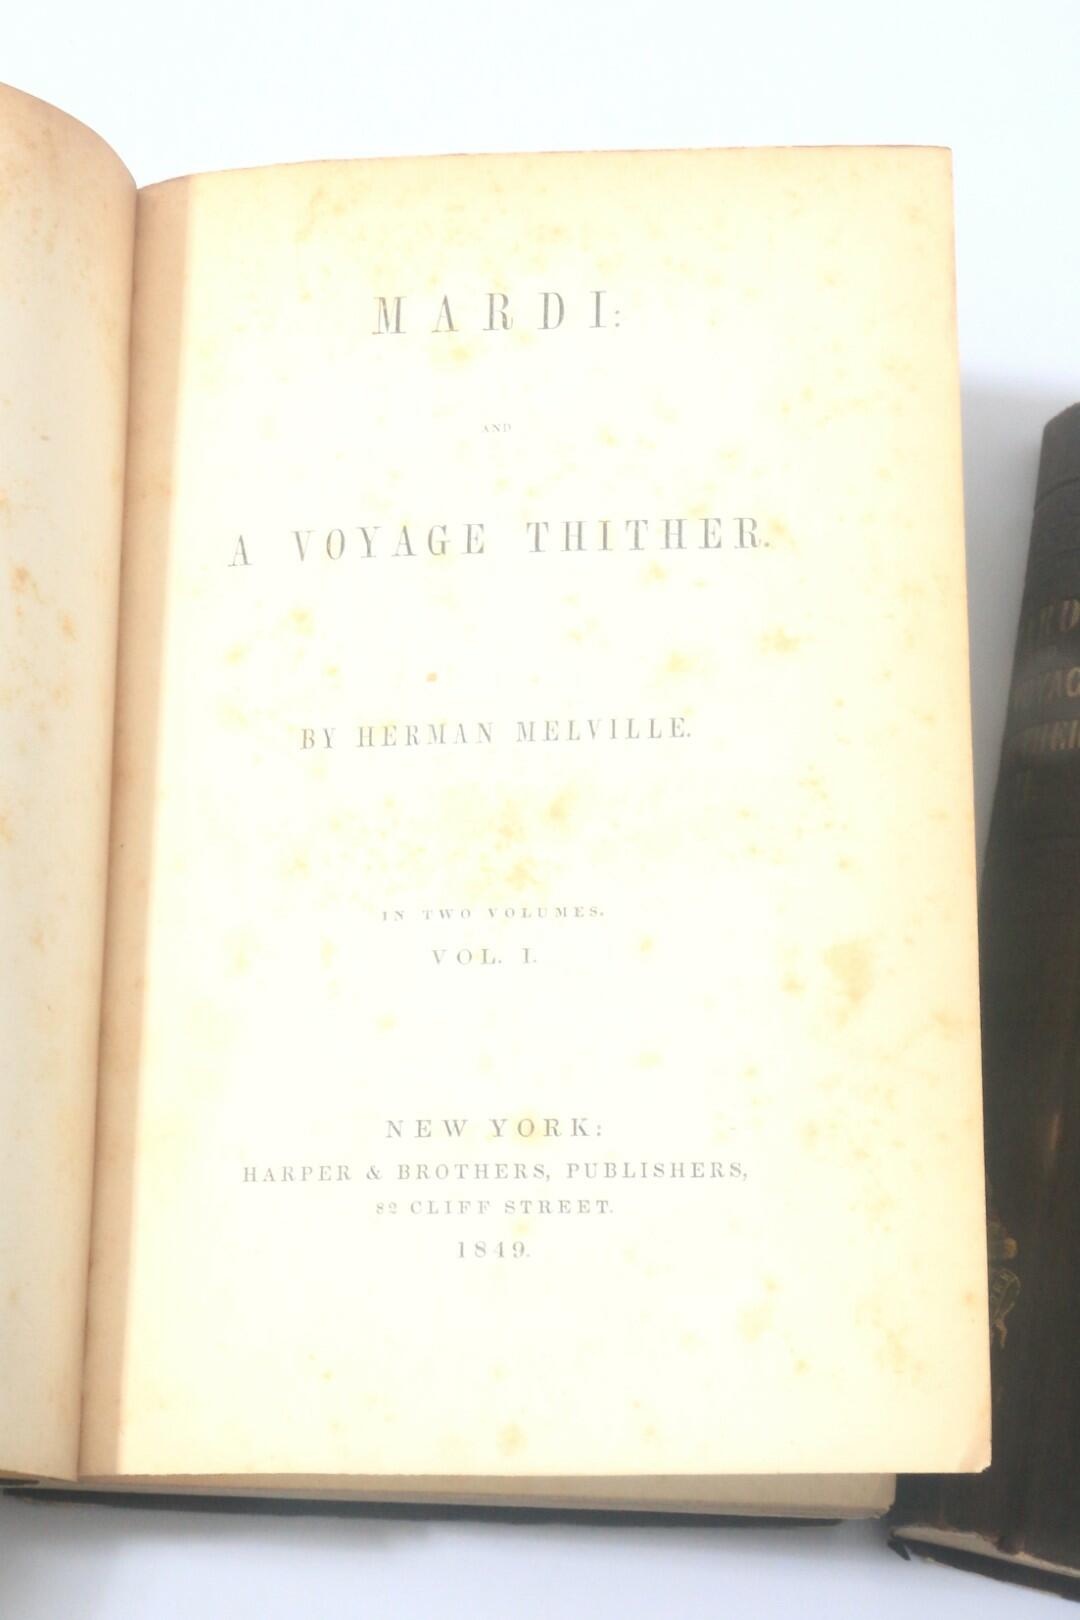 MARDI:
AND
A VOYAGE THITHER.
BY HERMAN MELVILLE.
IN TWO VOLUMES.
VOL. I.
NEW YORK:
HARPER & BROTHERS, PUBLISHERS,
82 CLIFF STREET.
1849.